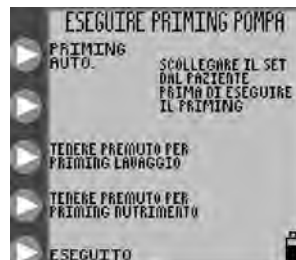 ESEGUIRE PRIMING POMPA
PRIMING
AUTO.
SCOLLEGARE IL SET
DAL PAZIENTE
PRIMA DI ESEGUIRE
IL PRIMING
TENERE PREMUTO PER
PRIMING LAVAGGIO
TENERE PREMUTO PER
PRIMING NUTRIMENTO
ESEGUITO